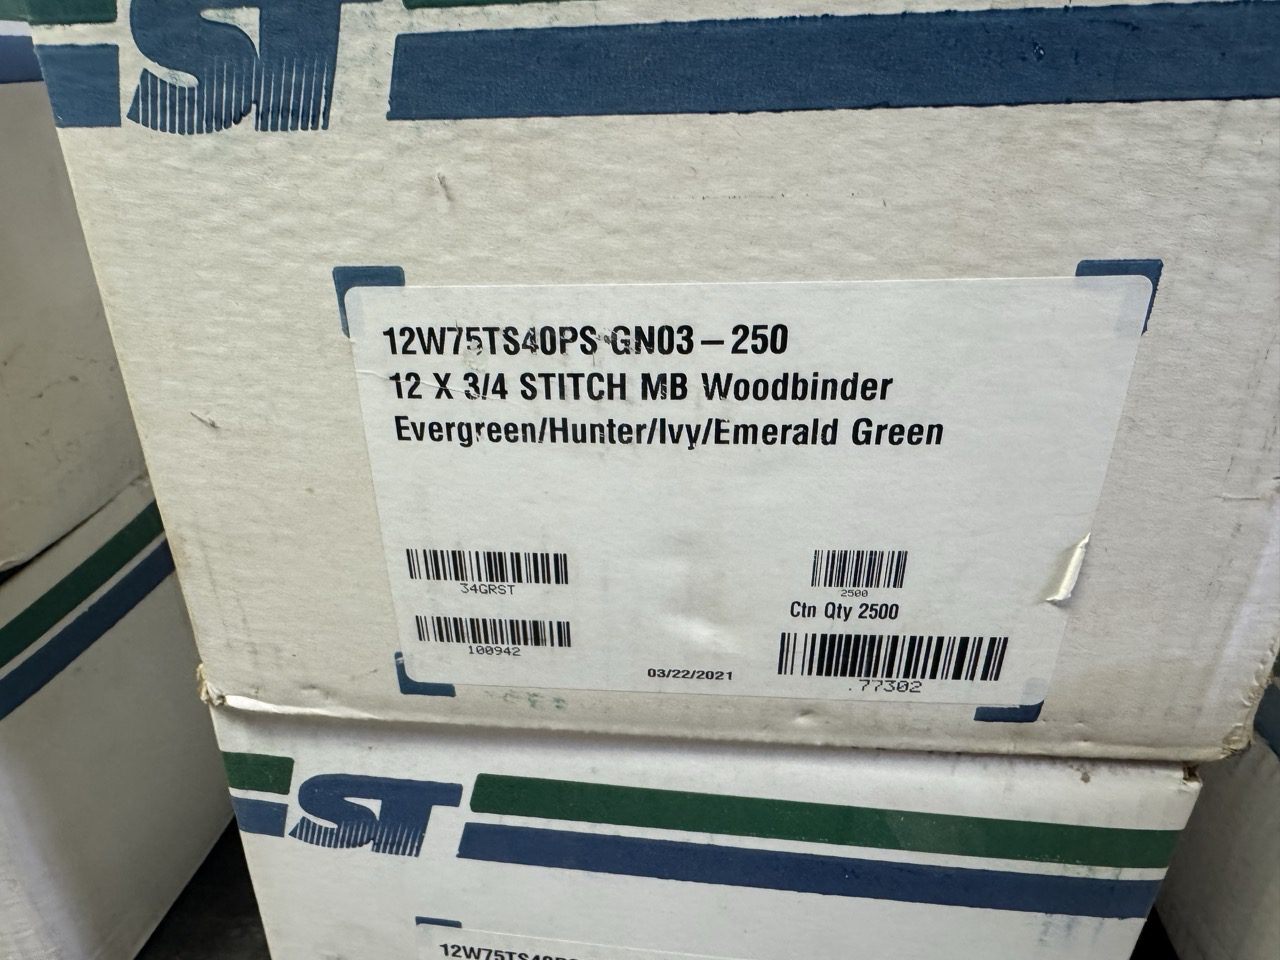 ST
12W75TS40PS GN03-250
12 X 3/4 STITCH MB Woodbinder
Evergreen/Hunter/Ivy/Emerald Green
34GRST
2500
Ctn Qty 2500
100942
03/22/2021
.77302
ST